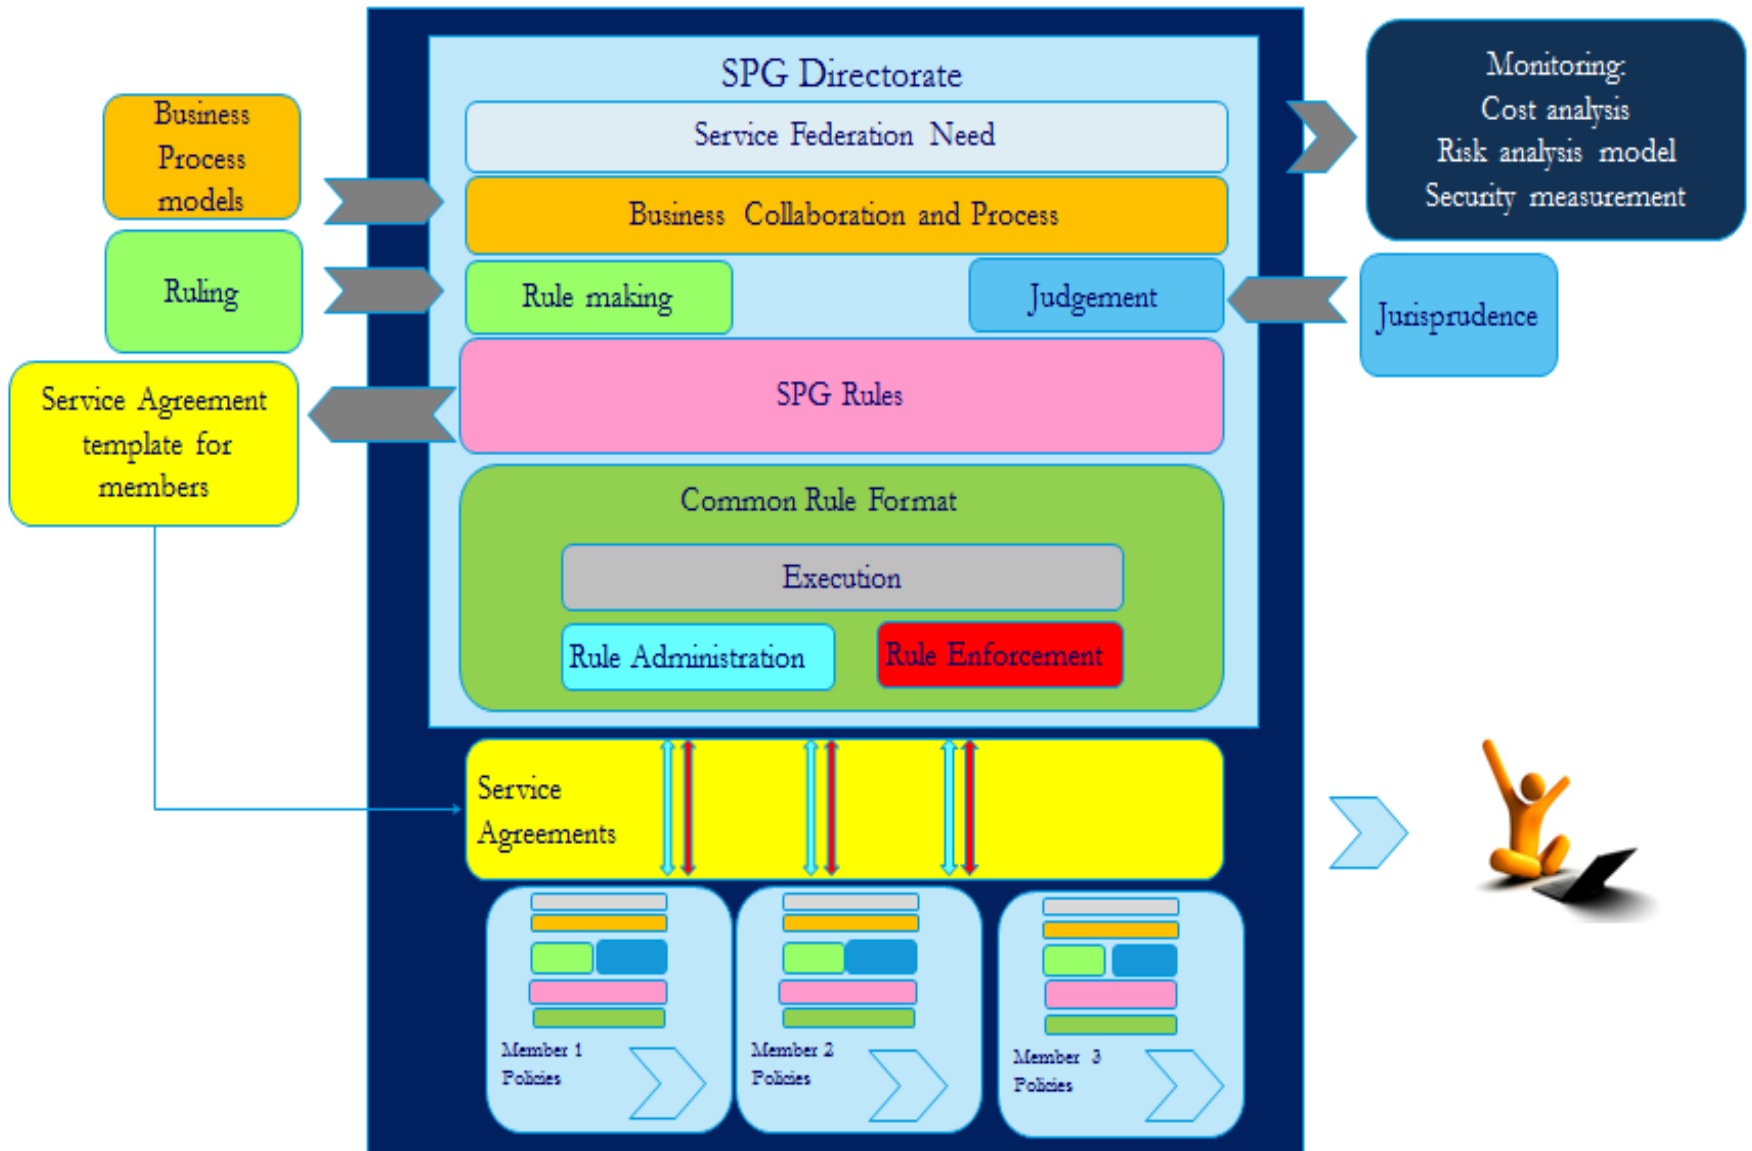 SPG Directorate
Service Federation Need
Business Collaboration and Process
Rule making
Judgement
SPG Rules
Common Rule Format
Execution
Rule Administration
Rule Enforcement
Business
Process
models
Ruling
Service Agreement
template for
members
Monitoring:
Cost analysis
Risk analysis model
Security measurement
Jurisprudence
Service
Agreements
Member 1
Policies
Member 2
Policies
Member 3
Policies